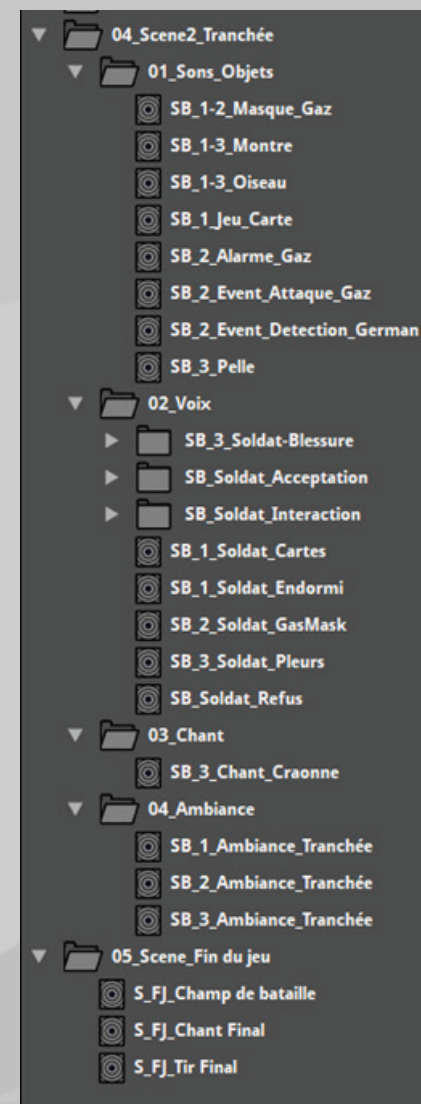 04_Scene2_Tranchée
01_Sons_Objets
SB_1-2_Masque_Gaz
SB_1-3_Montre
SB_1-3_Oiseau
SB_1_Jeu_Carte
SB_2_Alarme_Gaz
SB_2_Event_Attaque_Gaz
SB_2_Event_Detection_German
SB_3_Pelle
02_Voix
SB_3_Soldat-Blessure
SB_Soldat_Acceptation
SB_Soldat_Interaction
SB_1_Soldat_Cartes
SB_1_Soldat_Endormi
SB_2_Soldat_GasMask
SB_3_Soldat_Pleurs
SB_Soldat_Refus
03_Chant
SB_3_Chant_Craonne
04_Ambiance
SB_1_Ambiance_Tranchée
SB_2_Ambiance_Tranchée
SB_3_Ambiance_Tranchée
05_Scene_Fin du jeu
S_FJ_Champ de bataille
S_FJ_Chant Final
S_FJ_Tir Final